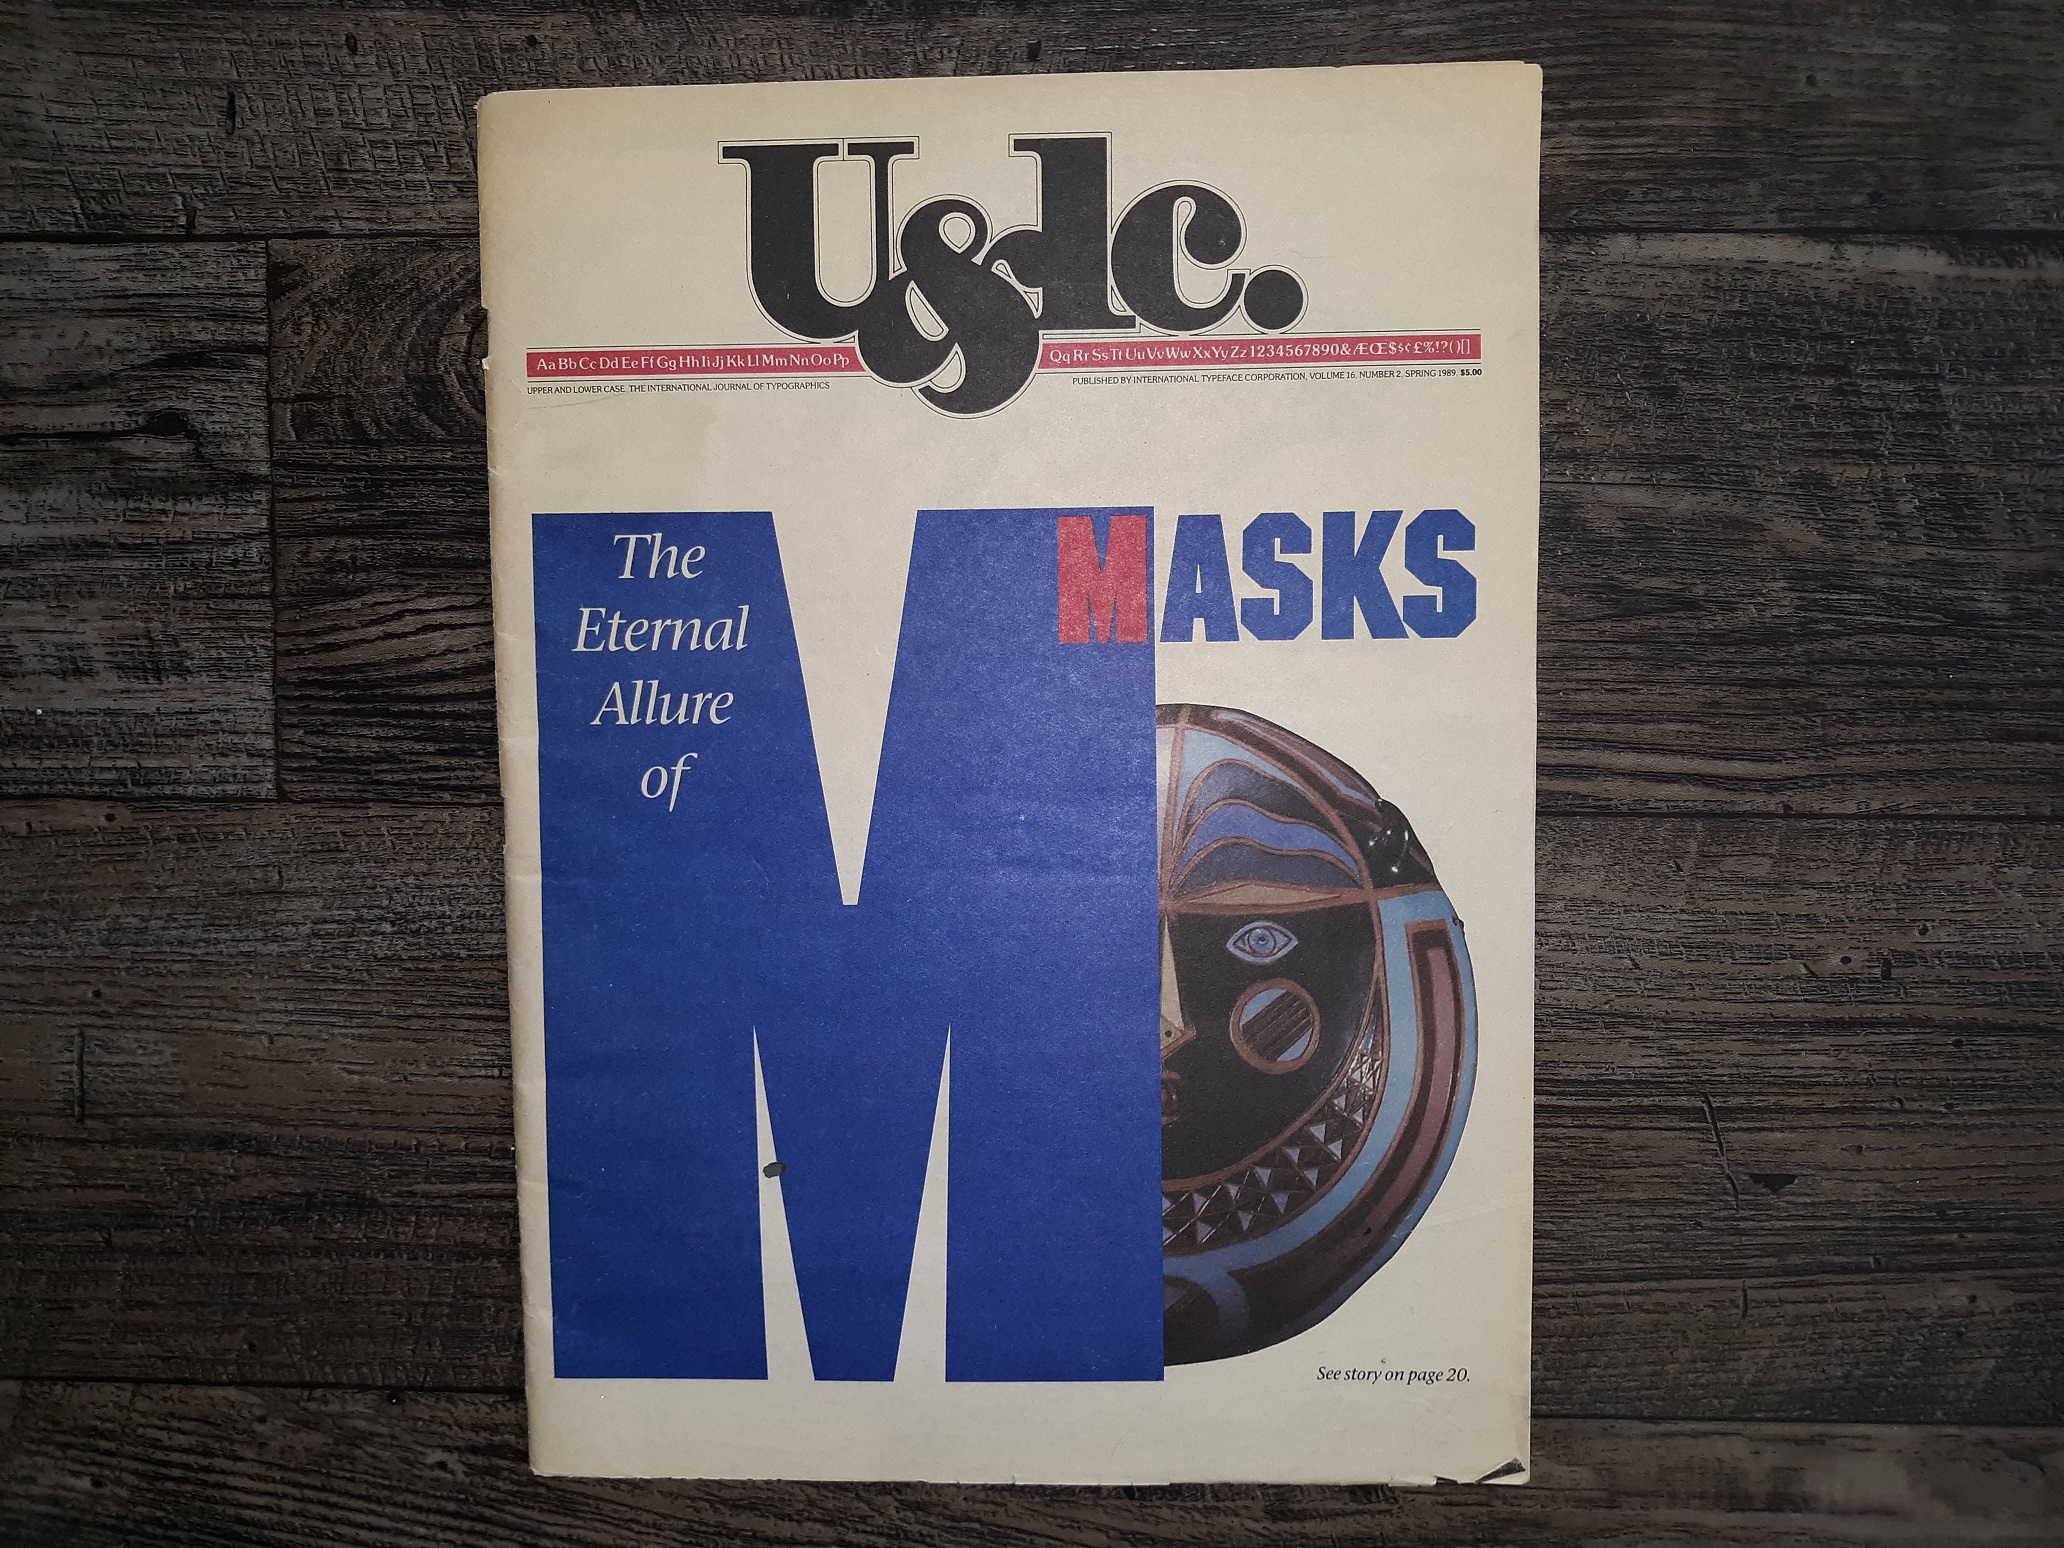 U&lc.
Aa Bb Cc Dd Ee Ff Gg Hh Ii Jj Kk Ll Mm Nn Oo Pp
Qq Rr Ss Tt Uu Vv Ww Xx Yy Zz 1234567890&ÆŒ$$¢£%!?()[]
UPPER AND LOWER CASE. THE INTERNATIONAL JOURNAL OF TYPOGRAPHICS
PUBLISHED BY INTERNATIONAL TYPEFACE CORPORATION, VOLUME 16, NUMBER 2, SPRING 1989. $5.00
M
The
Eternal
Allure
of
MASKS
See story on page 20.